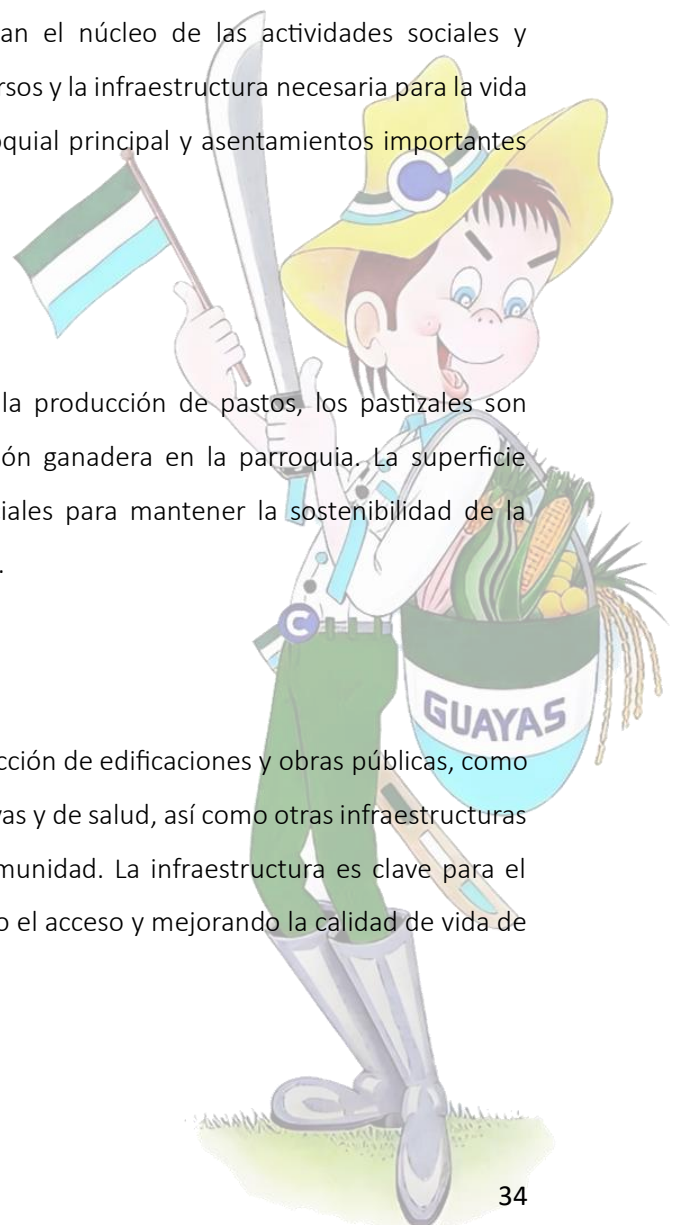 an el núcleo de las actividades sociales y
rsos y la infraestructura necesaria para la vida
oquial principal y asentamientos importantes
la producción de pastos, los pastizales son
ón ganadera en la parroquia. La superficie
iales para mantener la sostenibilidad de la
.
C
GUAYAS
cción de edificaciones y obras públicas, como
vas y de salud, así como otras infraestructuras
munidad. La infraestructura es clave para el
o el acceso y mejorando la calidad de vida de
34